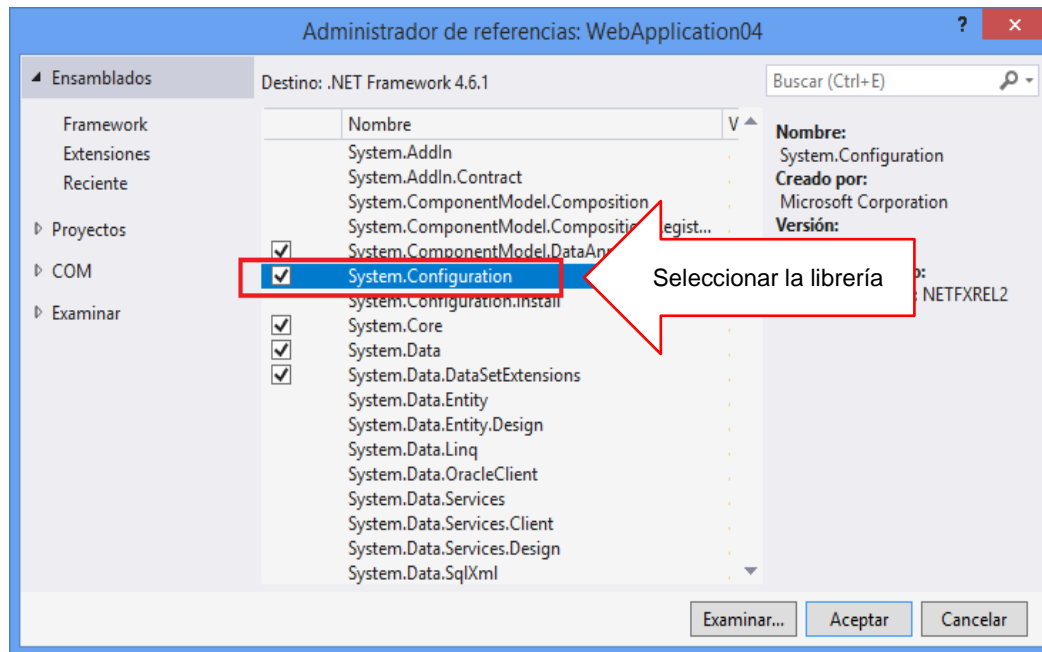 Administrador de referencias: WebApplication04
?
Ensamblados
Framework
Extensiones
Reciente
Proyectos
COM
Examinar
Destino: .NET Framework 4.6.1
Nombre
V
System.AddIn
System.AddIn.Contract
System.ComponentModel.Composition
System.ComponentModel.Composition.Regist...
System.ComponentModel.DataAnn
System.Configuration
System.Configuration.Install
System.Core
System.Data
System.Data.DataSetExtensions
System.Data.Entity
System.Data.Entity.Design
System.Data.Linq
System.Data.OracleClient
System.Data.Services
System.Data.Services.Client
System.Data.Services.Design
System.Data.SqlXml
Seleccionar la librería
Buscar (Ctrl+E)
Nombre:
System.Configuration
Creado por:
Microsoft Corporation
Versión:
o:
: NETFXREL2
Examinar...
Aceptar
Cancelar